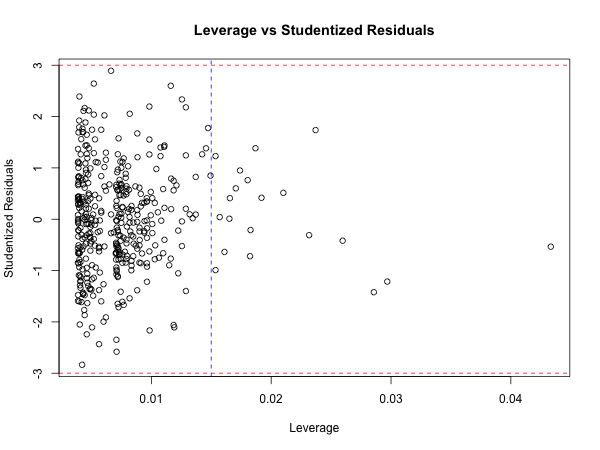 Leverage vs Studentized Residuals
3
2
1
0
-1
-2
-3
Studentized Residuals
0.01 0.02 0.03 0.04
Leverage